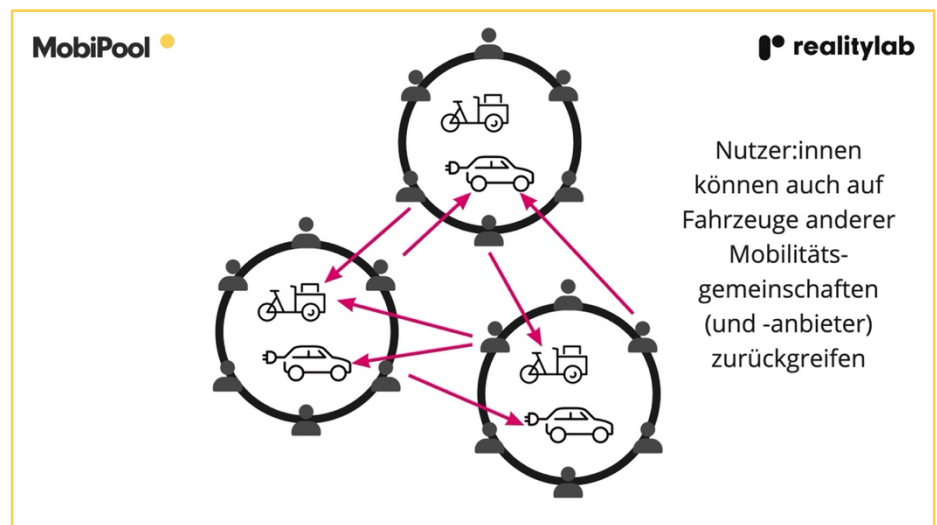 MobiPool
realitylab
Nutzer:innen
können auch auf
Fahrzeuge anderer
Mobilitäts-
gemeinschaften
(und -anbieter)
zurückgreifen